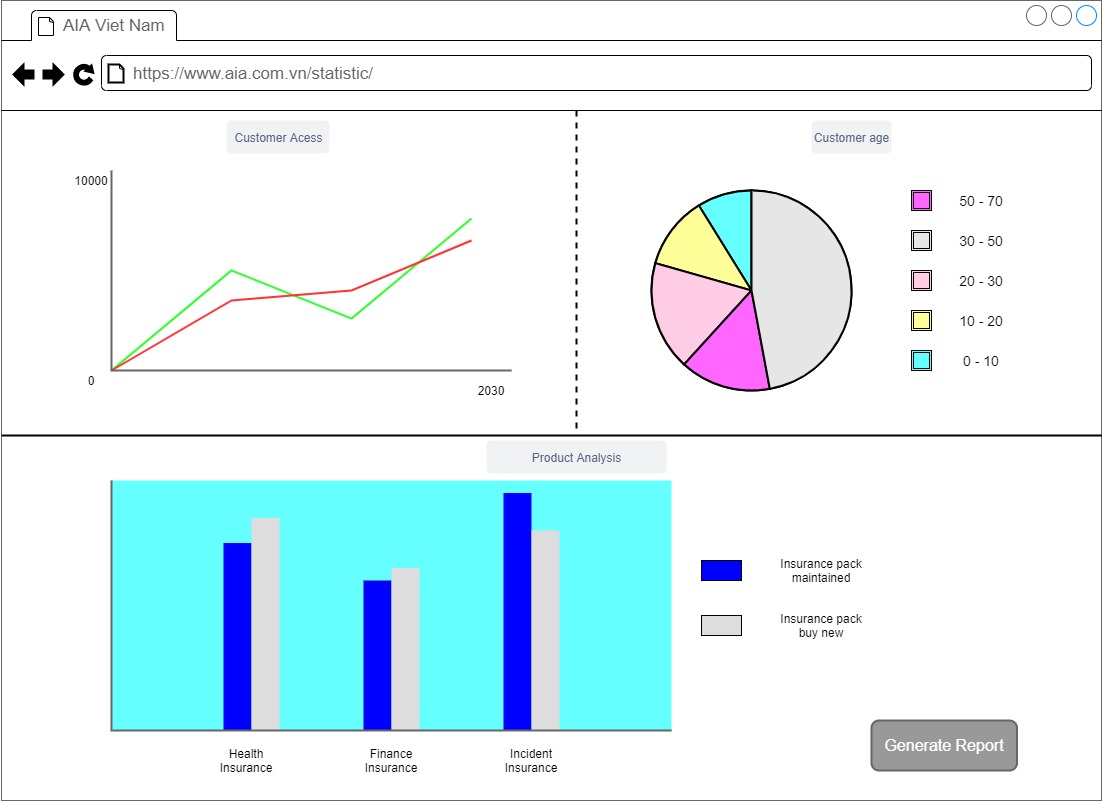 AIA Viet Nam
https://www.aia.com.vn/statistic/
Customer Acess
10000
0
2030
Customer age
50 - 70
30 - 50
20 - 30
10 - 20
0 - 10
Product Analysis
Health
Insurance
Finance
Insurance
Incident
Insurance
Insurance pack
maintained
Insurance pack
buy new
Generate Report